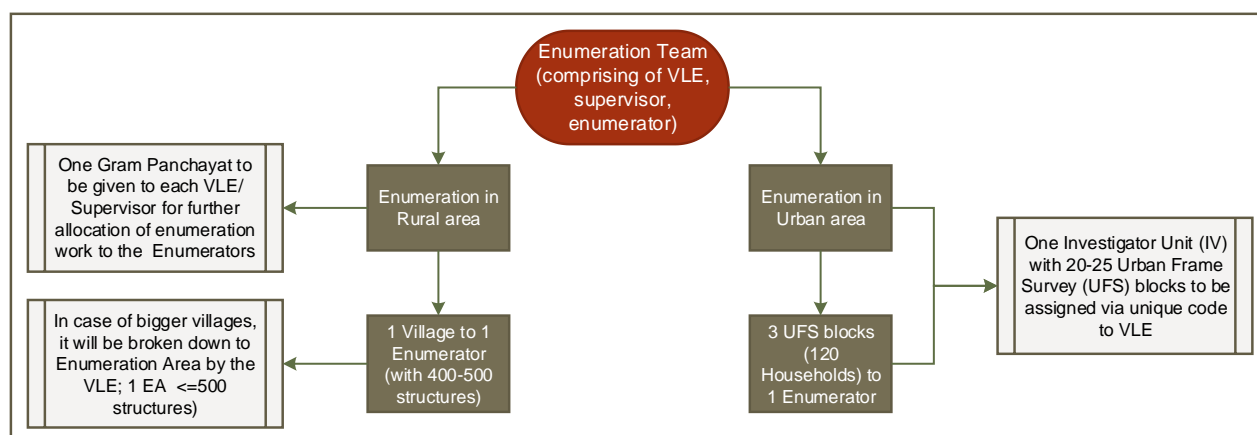 Enumeration Team
(comprising of VLE,
supervisor,
enumerator)
One Gram Panchayat to
be given to each VLE/
Supervisor for further
allocation of enumeration
work to the Enumerators
Enumeration in
Rural area
Enumeration in
Urban area
One Investigator Unit (IV)
with 20-25 Urban Frame
Survey (UFS) blocks to be
assigned via unique code
to VLE
In case of bigger villages,
it will be broken down to
Enumeration Area by the
VLE; 1 EA <=500
structures)
1 Village to 1
Enumerator
(with 400-500
structures)
3 UFS blocks
(120
Households) to
1 Enumerator